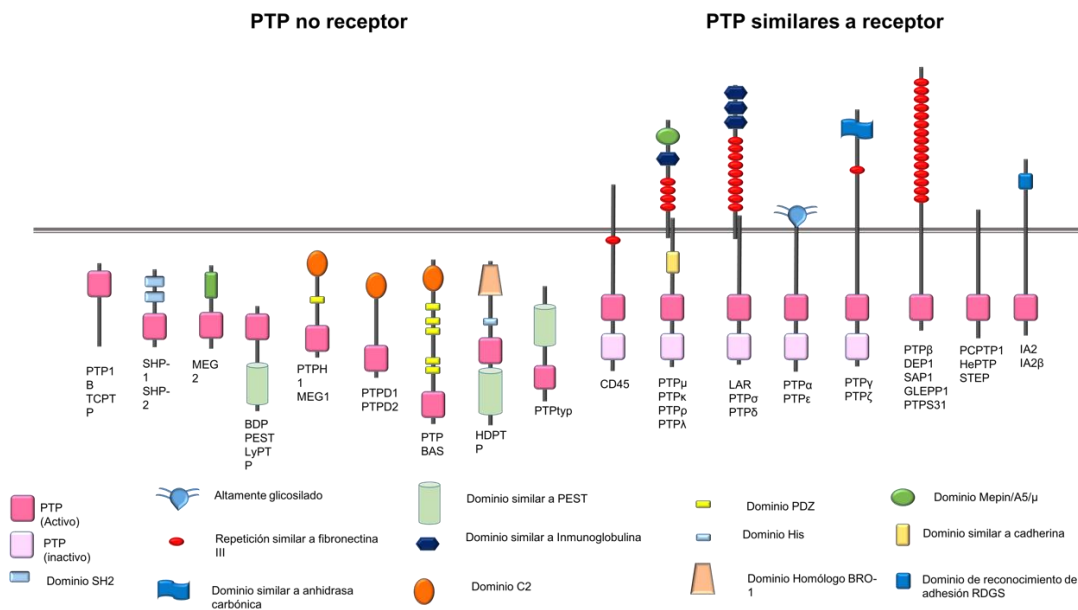 PTP no receptor
PTP similares a receptor
PTP1
B
TCPT
P
SHP-
1
SHP-
2
MEG
2
BDP
PEST
LyPT
P
PTPH
1
MEG1
PTPD1
PTPD2
PTP
BAS
HDPT
P
PTPtyp
CD45
PTPμ
PTPκ
PTPρ
PTPλ
LAR
PTPσ
PTPδ
PTPα
PTPε
PTPγ
PTPζ
PTPβ
DEP1
SAP1
GLEPP1
PTPS31
PCPTP1
HePTP
STEP
IA2
IA2β
PTP
(Activo)
PTP
(inactivo)
Dominio SH2
Altamente glicosilado
Repetición similar a fibronectina
III
Dominio similar a anhidrasa
carbónica
Dominio similar a PEST
Dominio similar a Inmunoglobulina
Dominio C2
Dominio PDZ
Dominio His
Dominio Homólogo BRO-
1
Dominio Mepin/A5/μ
Dominio similar a cadherina
Dominio de reconocimiento de
adhesión RDGS